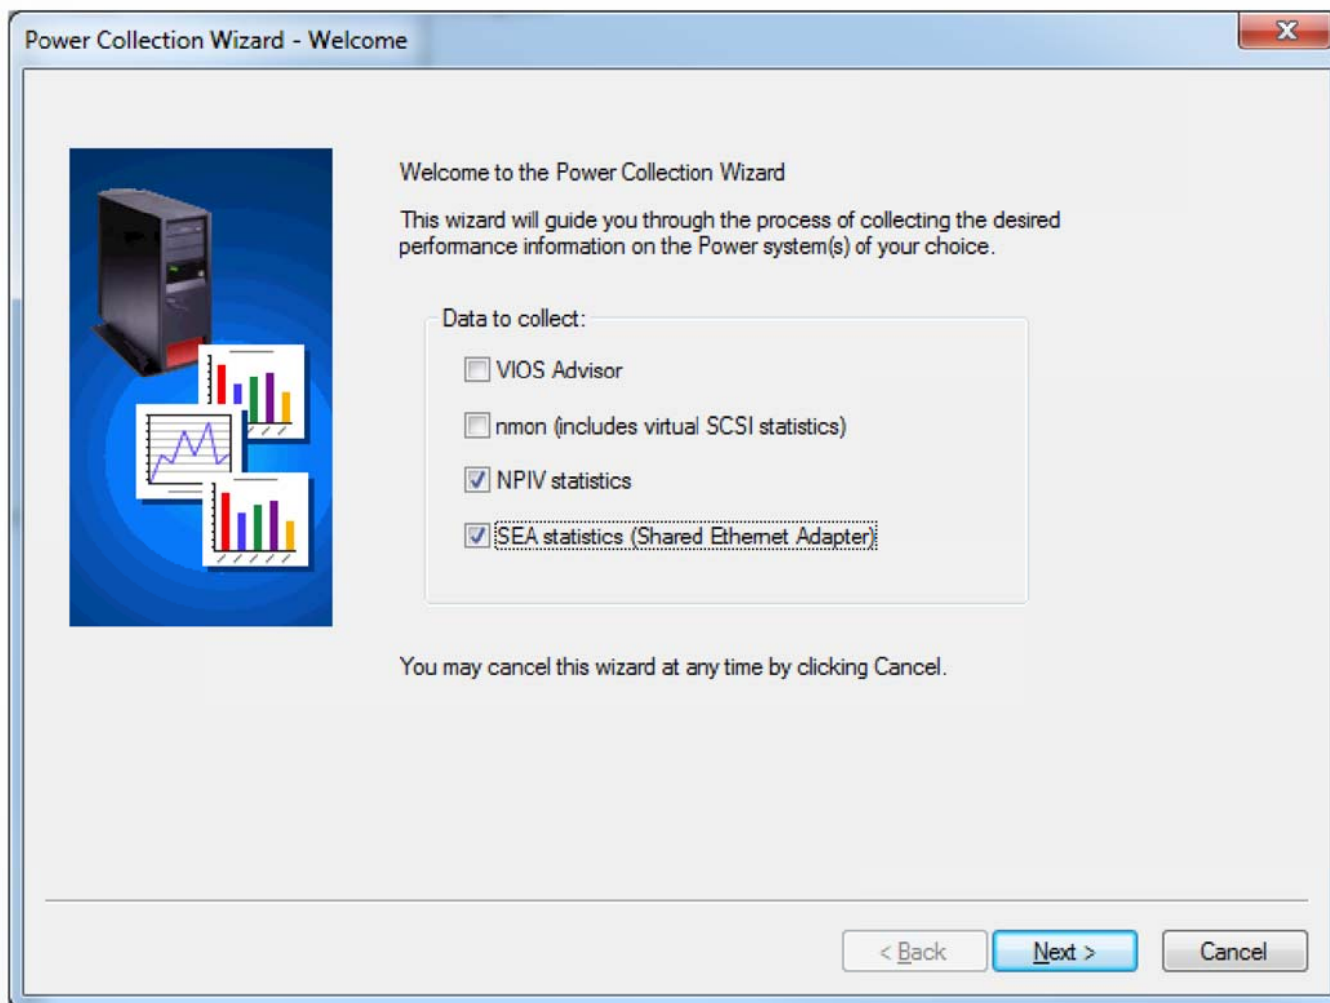 Power Collection Wizard - Welcome
Welcome to the Power Collection Wizard
This wizard will guide you through the process of collecting the desired
performance information on the Power system(s) of your choice.
Data to collect:
VIOS Advisor
nmon (includes virtual SCSI statistics)
NPIV statistics
SEA statistics (Shared Ethernet Adapter)
You may cancel this wizard at any time by clicking Cancel.
< Back
Next >
Cancel